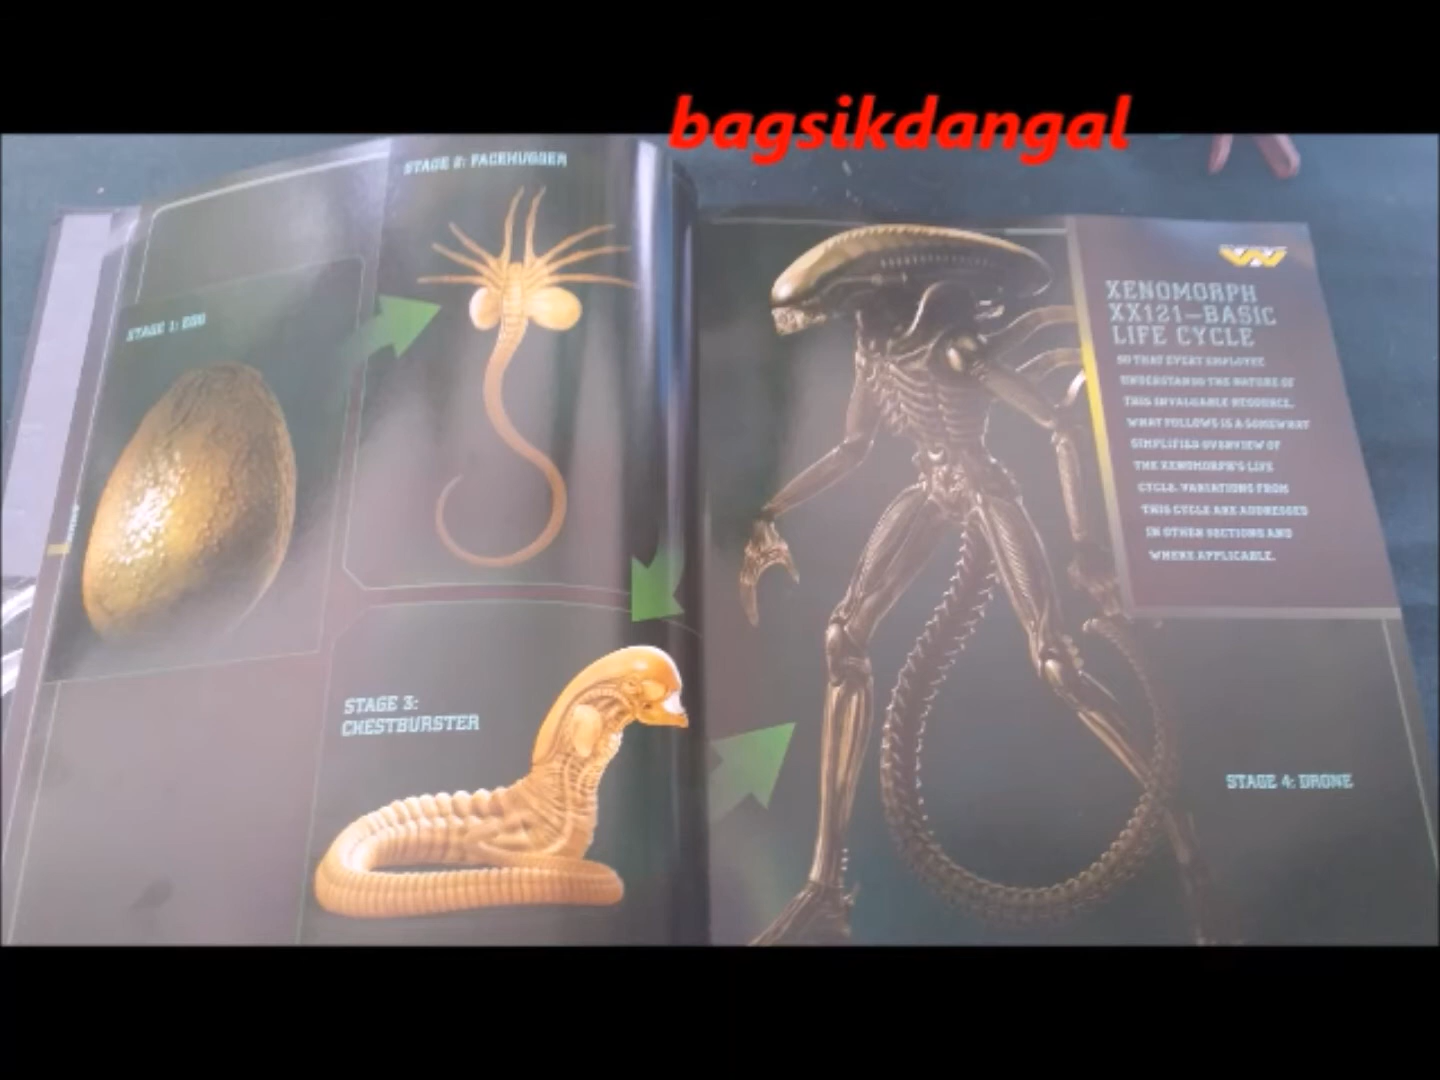 bagsikdangal
STAGE 2: FACEHUGGER
STAGE 1: EGG
STAGE 3:
CHESTBURSTER
XENOMORPH
XX121—BASIC
LIFE CYCLE
SO THAT EVERY EMPLOYEE
UNDERSTANDS THE NATURE OF
THIS INVALUABLE RESOURCE,
WHAT FOLLOWS IS A SOMEWHAT
SIMPLIFIED OVERVIEW OF
THE XENOMORPH'S LIFE
CYCLE. VARIATIONS FROM
THIS CYCLE ARE ADDRESSED
IN OTHER SECTIONS AND
WHERE APPLICABLE.
STAGE 4: DRONE